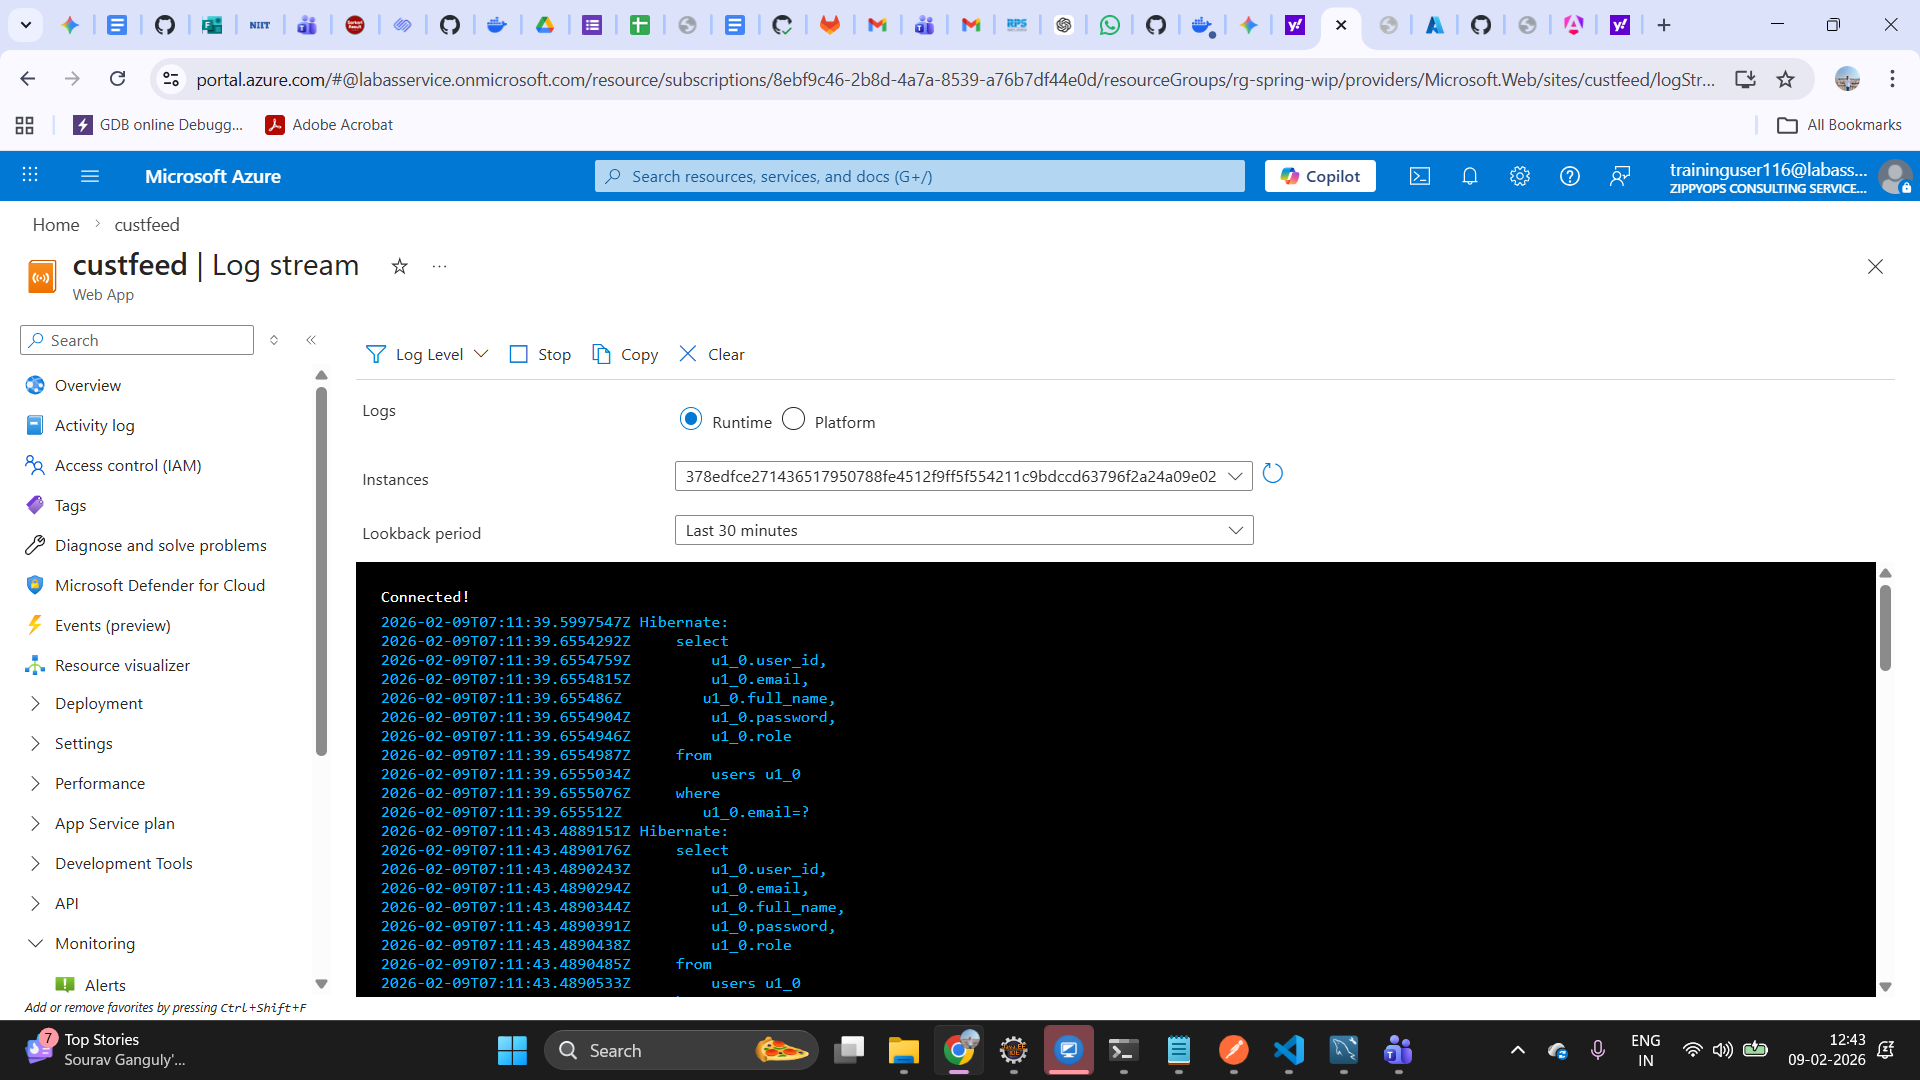 portal.azure.com/#@labasservice.onmicrosoft.com/resource/subscriptions/8ebf9c46-2b8d-4a7a-8539-a76b7df44e0d/resourceGroups/rg-spring-wip/providers/Microsoft.Web/sites/custfeed/logStr...
GDB online Debugg...
Adobe Acrobat
All Bookmarks
Microsoft Azure
Search resources, services, and docs (G+/)
Copilot
traininguser116@labass...
ZIPPYOPS CONSULTING SERVICE...
Home
custfeed
custfeed | Log stream
Web App
Search
Overview
Activity log
Access control (IAM)
Tags
Diagnose and solve problems
Microsoft Defender for Cloud
Events (preview)
Resource visualizer
Deployment
Settings
Performance
App Service plan
Development Tools
API
Monitoring
Alerts
Add or remove favorites by pressing Ctrl+Shift+F
Log Level
Stop
Copy
Clear
Logs
Runtime
Platform
Instances
378edfce271436517950788fe4512f9ff5f554211c9bdccd63796f2a24a09e02
Lookback period
Last 30 minutes
Connected!
2026-02-09T07:11:39.5997547Z Hibernate:
2026-02-09T07:11:39.6554292Z select
2026-02-09T07:11:39.6554759Z u1_0.user_id,
2026-02-09T07:11:39.6554815Z u1_0.email,
2026-02-09T07:11:39.655486Z u1_0.full_name,
2026-02-09T07:11:39.6554904Z u1_0.password,
2026-02-09T07:11:39.6554946Z u1_0.role
2026-02-09T07:11:39.6554987Z from
2026-02-09T07:11:39.6555034Z users u1_0
2026-02-09T07:11:39.6555076Z where
2026-02-09T07:11:39.655512Z u1_0.email=?
2026-02-09T07:11:43.4889151Z Hibernate:
2026-02-09T07:11:43.4890176Z select
2026-02-09T07:11:43.4890243Z u1_0.user_id,
2026-02-09T07:11:43.4890294Z u1_0.email,
2026-02-09T07:11:43.4890344Z u1_0.full_name,
2026-02-09T07:11:43.4890391Z u1_0.password,
2026-02-09T07:11:43.4890438Z u1_0.role
2026-02-09T07:11:43.4890485Z from
2026-02-09T07:11:43.4890533Z users u1_0
7
Top Stories
Sourav Ganguly'...
Search
ENG
IN
12:43
09-02-2026